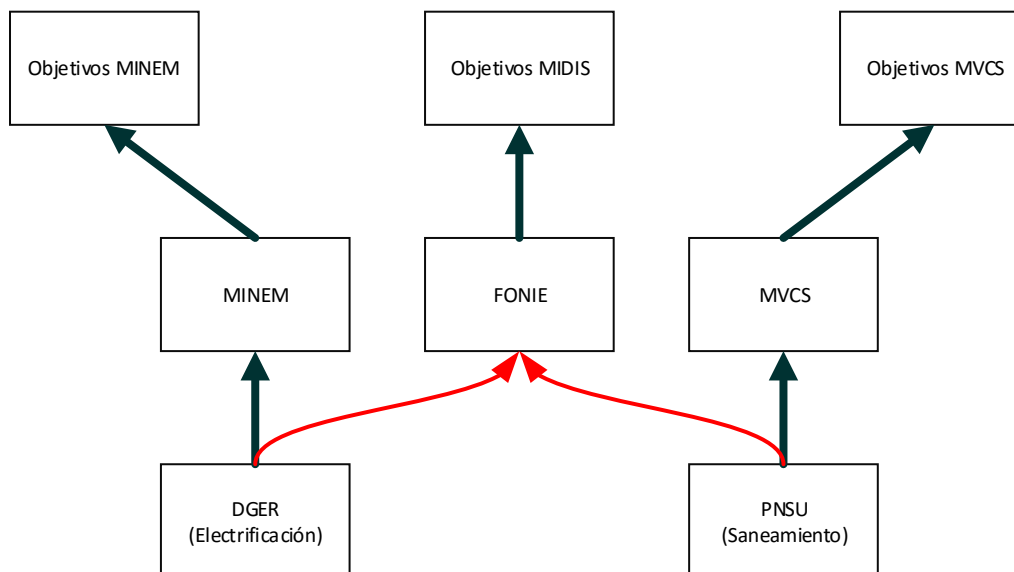 Objetivos MINEM
Objetivos MIDIS
Objetivos MVCS
MINEM
FONIE
MVCS
DGER
(Electrificación)
PNSU
(Saneamiento)